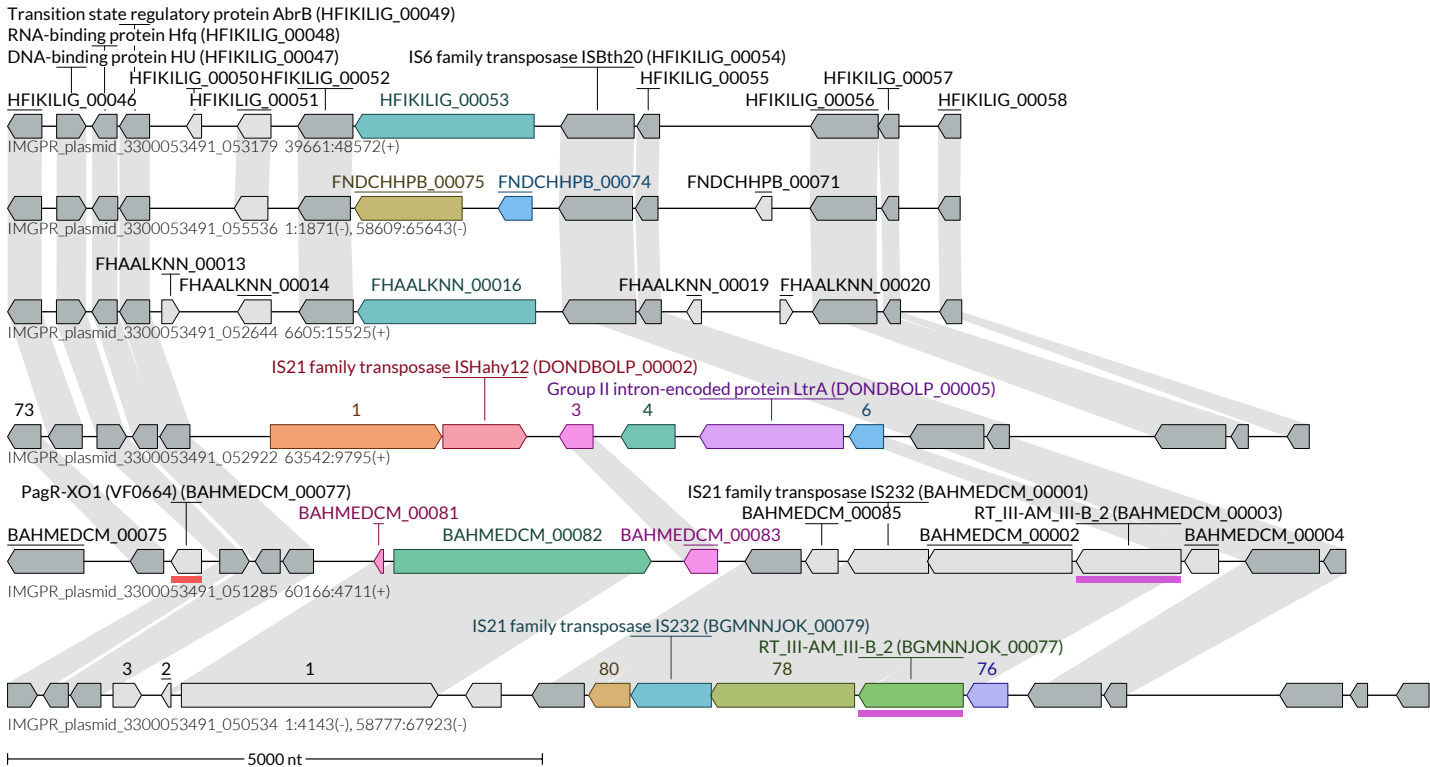 Transition state regulatory protein AbrB (HFIKILIG_00049)
RNA-binding protein Hfq (HFIKILIG_00048)
DNA-binding protein HU (HFIKILIG_00047)
IS6 family transposase ISBth20 (HFIKILIG_00054)
HFIKILIG_00050 HFIKILIG_00052 HFIKILIG_00055 HFIKILIG_00057
HFIKILIG_00046 HFIKILIG_00051 HFIKILIG_00053 HFIKILIG_00056 HFIKILIG_00058
IMGPR_plasmid_3300053491_053179 39661:48572(+)
FNDCHHPB_00075 FNDCHHPB_00074 FNDCHHPB_00071
IMGPR_plasmid_3300053491_055536 1:1871(-), 58609:65643(-)
FHAALKNN_00013
FHAALKNN_00014 FHAALKNN_00016 FHAALKNN_00019 FHAALKNN_00020
IMGPR_plasmid_3300053491_052644 6605:15525(+)
IS21 family transposase ISHahy12 (DONDBOLP_00002)
Group II intron-encoded protein LtrA (DONDBOLP_00005)
73 1 3 4 6
IMGPR_plasmid_3300053491_052922 63542:9795(+)
PagR-XO1 (VF0664) (BAHMEDCM_00077) IS21 family transposase IS232 (BAHMEDCM_00001)
BAHMEDCM_00081 BAHMEDCM_00085 RT_III-AM_III-B_2 (BAHMEDCM_00003)
BAHMEDCM_00075 BAHMEDCM_00082 BAHMEDCM_00083 BAHMEDCM_00002 BAHMEDCM_00004
IMGPR_plasmid_3300053491_051285 60166:4711(+)
IS21 family transposase IS232 (BGMNNJOK_00079)
RT_III-AM_III-B_2 (BGMNNJOK_00077)
3 2 1 80 78 76
IMGPR_plasmid_3300053491_050534 1:4143(-), 58777:67923(-)
5000 nt